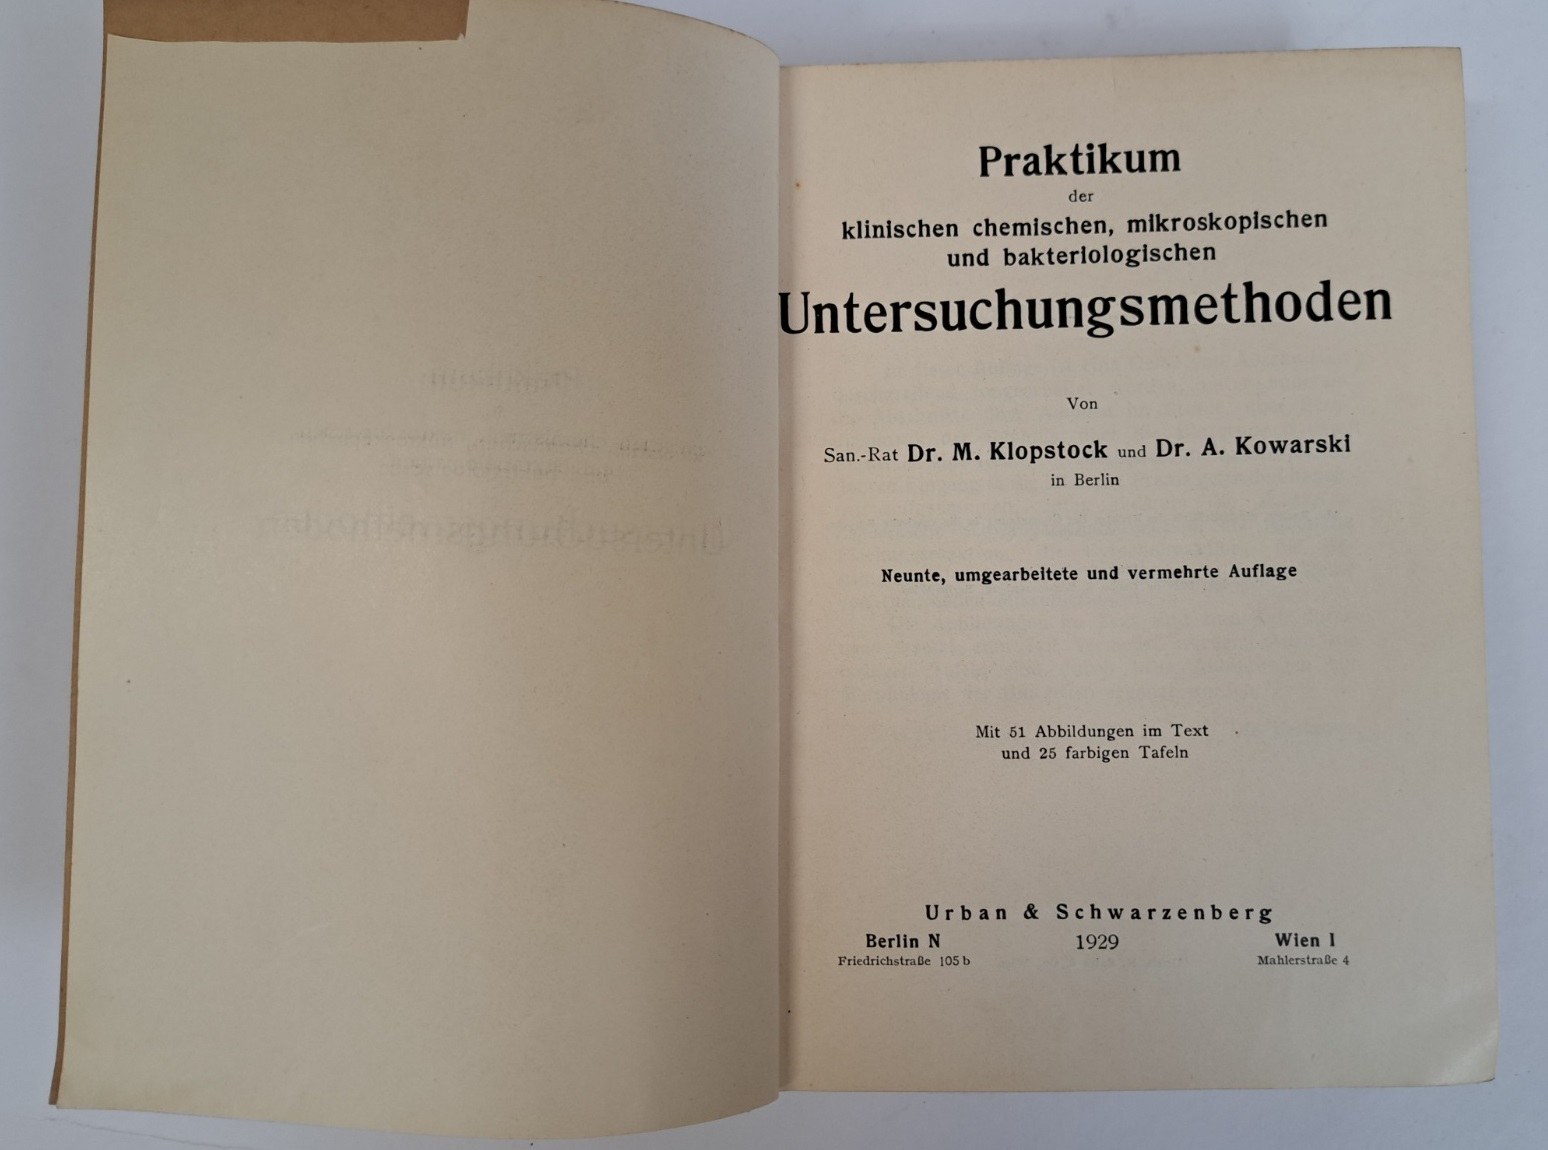 Praktikum
der
klinischen chemischen, mikroskopischen
und bakteriologischen
Untersuchungsmethoden
Von
San.-Rat Dr. M. Klopstock und Dr. A. Kowarski
in Berlin
Neunte, umgearbeitete und vermehrte Auflage
Mit 51 Abbildungen im Text
und 25 farbigen Tafeln
Urban & Schwarzenberg
Berlin N 1929 Wien I
Friedrichstraße 105b Mahlerstraße 4